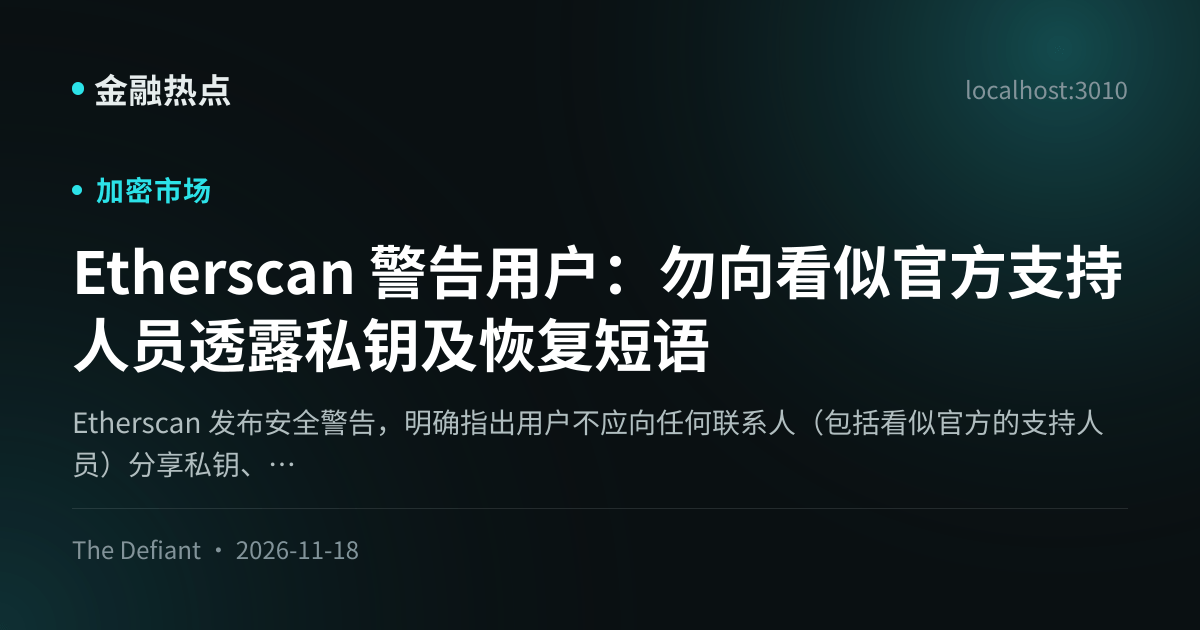 金融热点
localhost:3010
加密市场
Etherscan 警告用户：勿向看似官方支持
人员透露私钥及恢复短语
Etherscan 发布安全警告，明确指出用户不应向任何联系人（包括看似官方的支持人
员）分享私钥、…
The Defiant · 2026-11-18